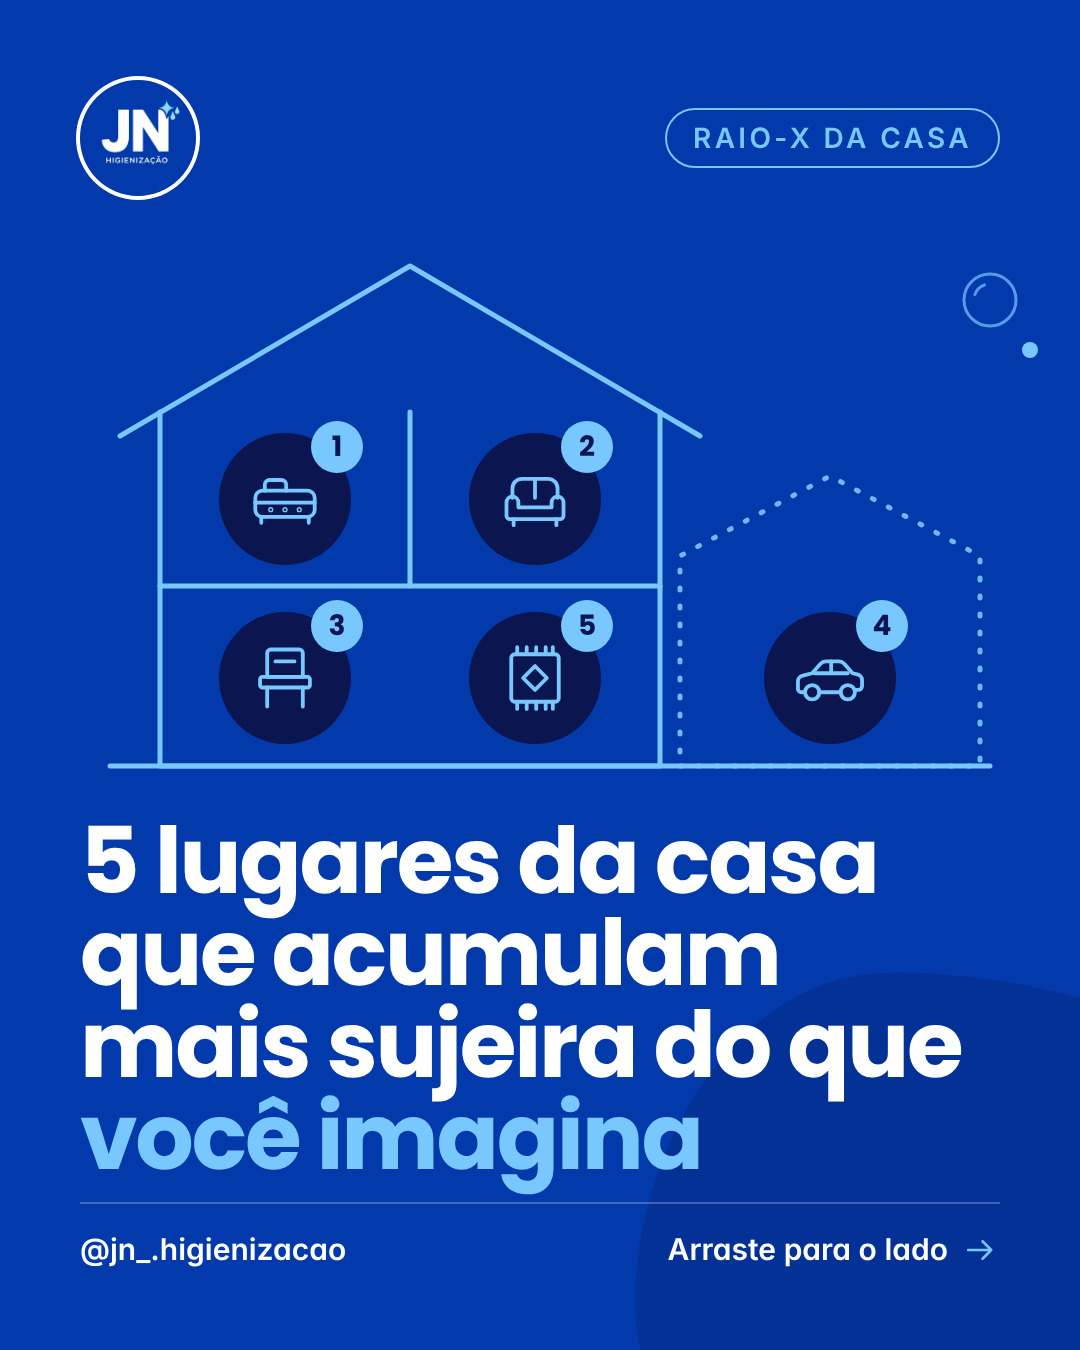 JN
HIGIENIZAÇÃO
RAIO-X DA CASA
1
2
3
5
4
5 lugares da casa
que acumulam
mais sujeira do que
você imagina
@jn_.higienizacao
Arraste para o lado →